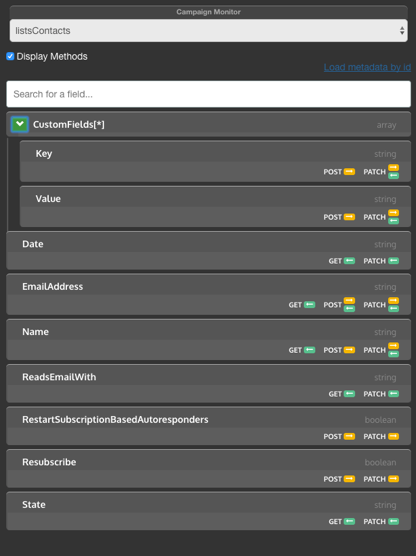 Campaign Monitor
listsContacts
Display Methods
Load metadata by id
Search for a field...
CustomFields[*] array
Key string
POST PATCH
Value string
POST PATCH
Date string
GET PATCH
EmailAddress string
GET POST PATCH
Name string
GET POST PATCH
ReadsEmailWith string
GET PATCH
RestartSubscriptionBasedAutoresponders boolean
POST PATCH
Resubscribe boolean
POST PATCH
State string
GET PATCH